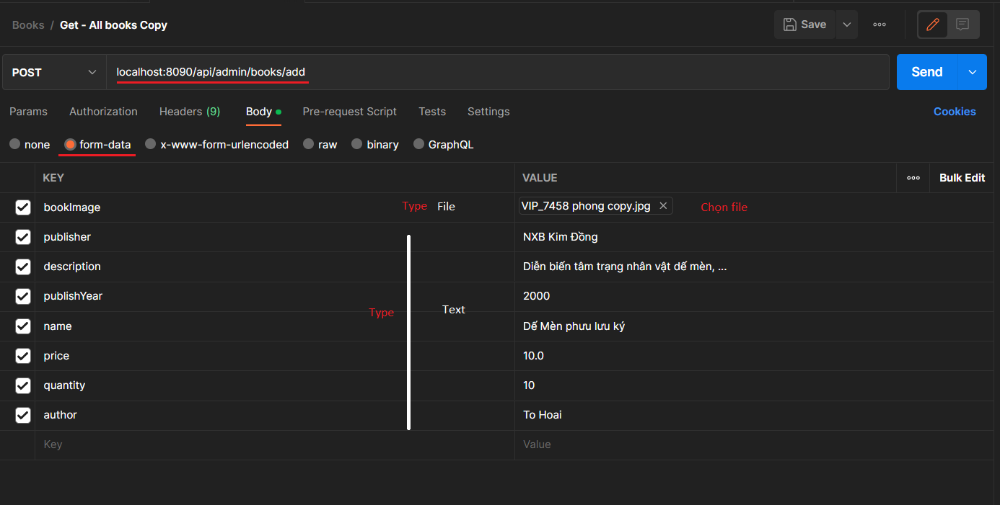 Books / Get - All books Copy
Save
POST
localhost:8090/api/admin/books/add
Send
Params Authorization Headers (9) Body Pre-request Script Tests Settings Cookies
none form-data x-www-form-urlencoded raw binary GraphQL
KEY VALUE Bulk Edit
bookImage Type File VIP_7458 phong copy.jpg Chọn file
publisher NXB Kim Đồng
description Diễn biến tâm trạng nhân vật dế mèn, ...
publishYear 2000
Type Text
name Dế Mèn phưu lưu ký
price 10.0
quantity 10
author To Hoai
Key Value